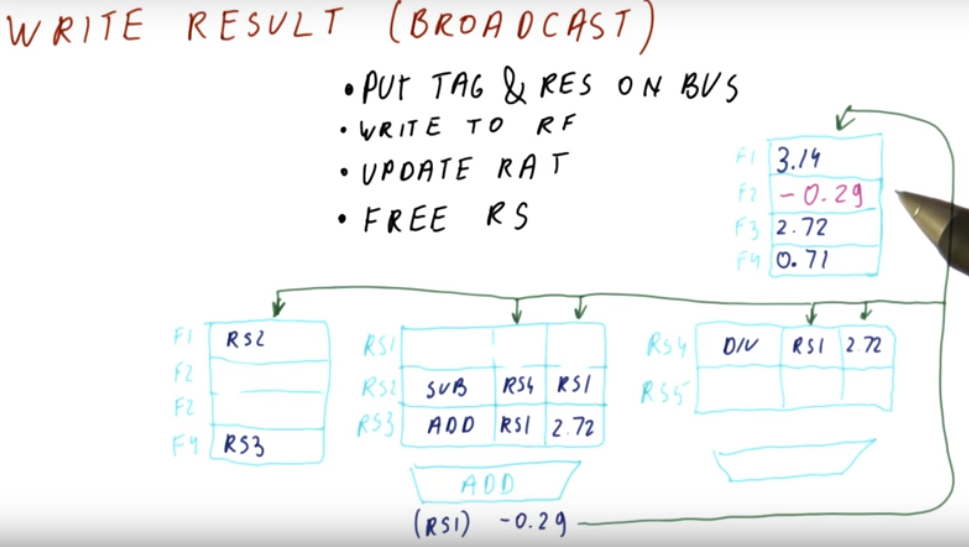 WRITE RESULT (BROADCAST)
• PUT TAG & RES ON BUS
• WRITE TO RF
• UPDATE RAT
• FREE RS
F1 3.14
F2 -0.29
F3 2.72
F4 0.71
F1 RS2
F2
F2
F4 RS3
RS1
RS2 SUB RS4 RS1
RS3 ADD RS1 2.72
ADD
(RS1) -0.29
RS4 DIV RS1 2.72
RS5